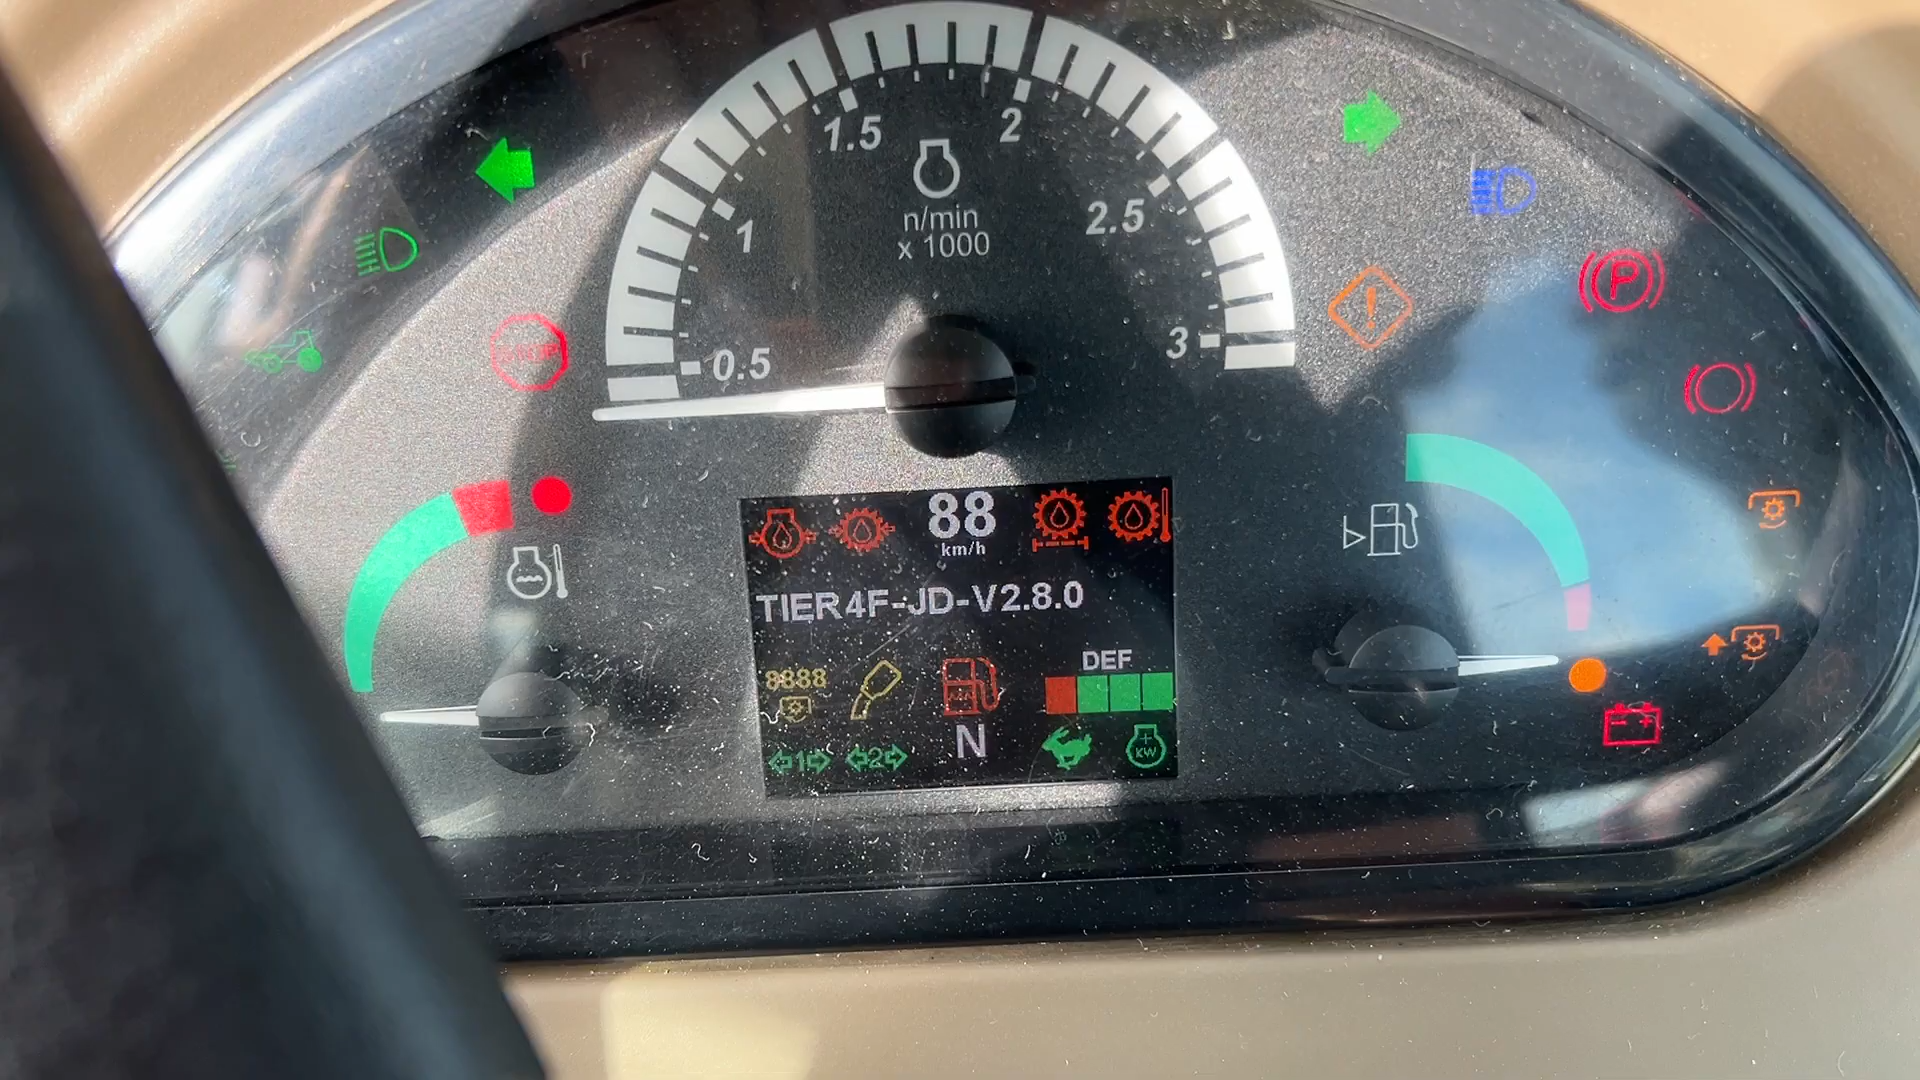 1.5
2
1
n/min
x 1000
2.5
P
STOP
!
3
0.5
88
km/h
TIER4F-JD-V2.8.0
DEF
8888
N
1
2
KW